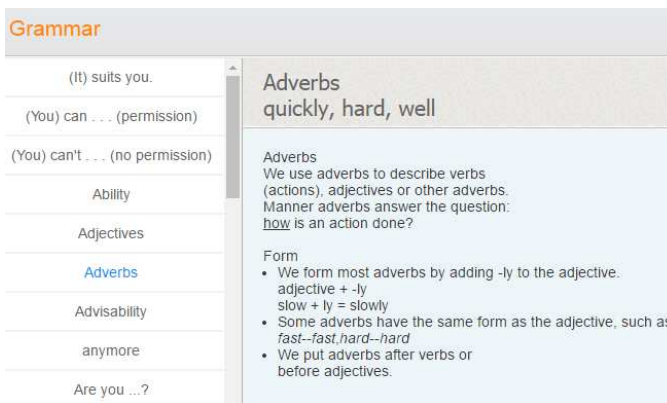 Grammar
(It) suits you.
(You) can . . . (permission)
(You) can't . . . (no permission)
Ability
Adjectives
Adverbs
Advisability
anymore
Are you ...?
Adverbs
quickly, hard, well
Adverbs
We use adverbs to describe verbs
(actions), adjectives or other adverbs.
Manner adverbs answer the question:
how is an action done?
Form
• We form most adverbs by adding -ly to the adjective.
adjective + -ly
slow + ly = slowly
• Some adverbs have the same form as the adjective, such as
fast--fast,hard--hard
• We put adverbs after verbs or
before adjectives.